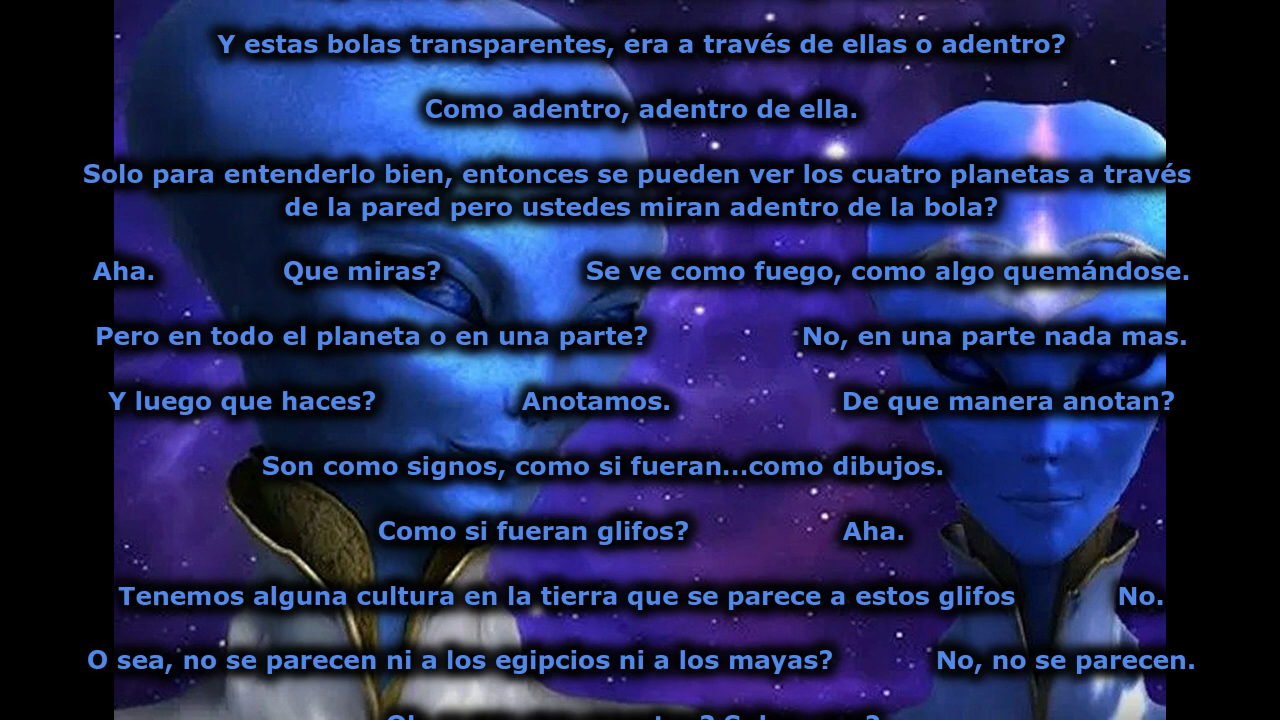 Y estas bolas transparentes, era a través de ellas o adentro?
Como adentro, adentro de ella.
Solo para entenderlo bien, entonces se pueden ver los cuatro planetas a través
de la pared pero ustedes miran adentro de la bola?
Aha. Que miras? Se ve como fuego, como algo quemándose.
Pero en todo el planeta o en una parte? No, en una parte nada mas.
Y luego que haces? Anotamos. De que manera anotan?
Son como signos, como si fueran...como dibujos.
Como si fueran glifos? Aha.
Tenemos alguna cultura en la tierra que se parece a estos glifos No.
O sea, no se parecen ni a los egipcios ni a los mayas? No, no se parecen.